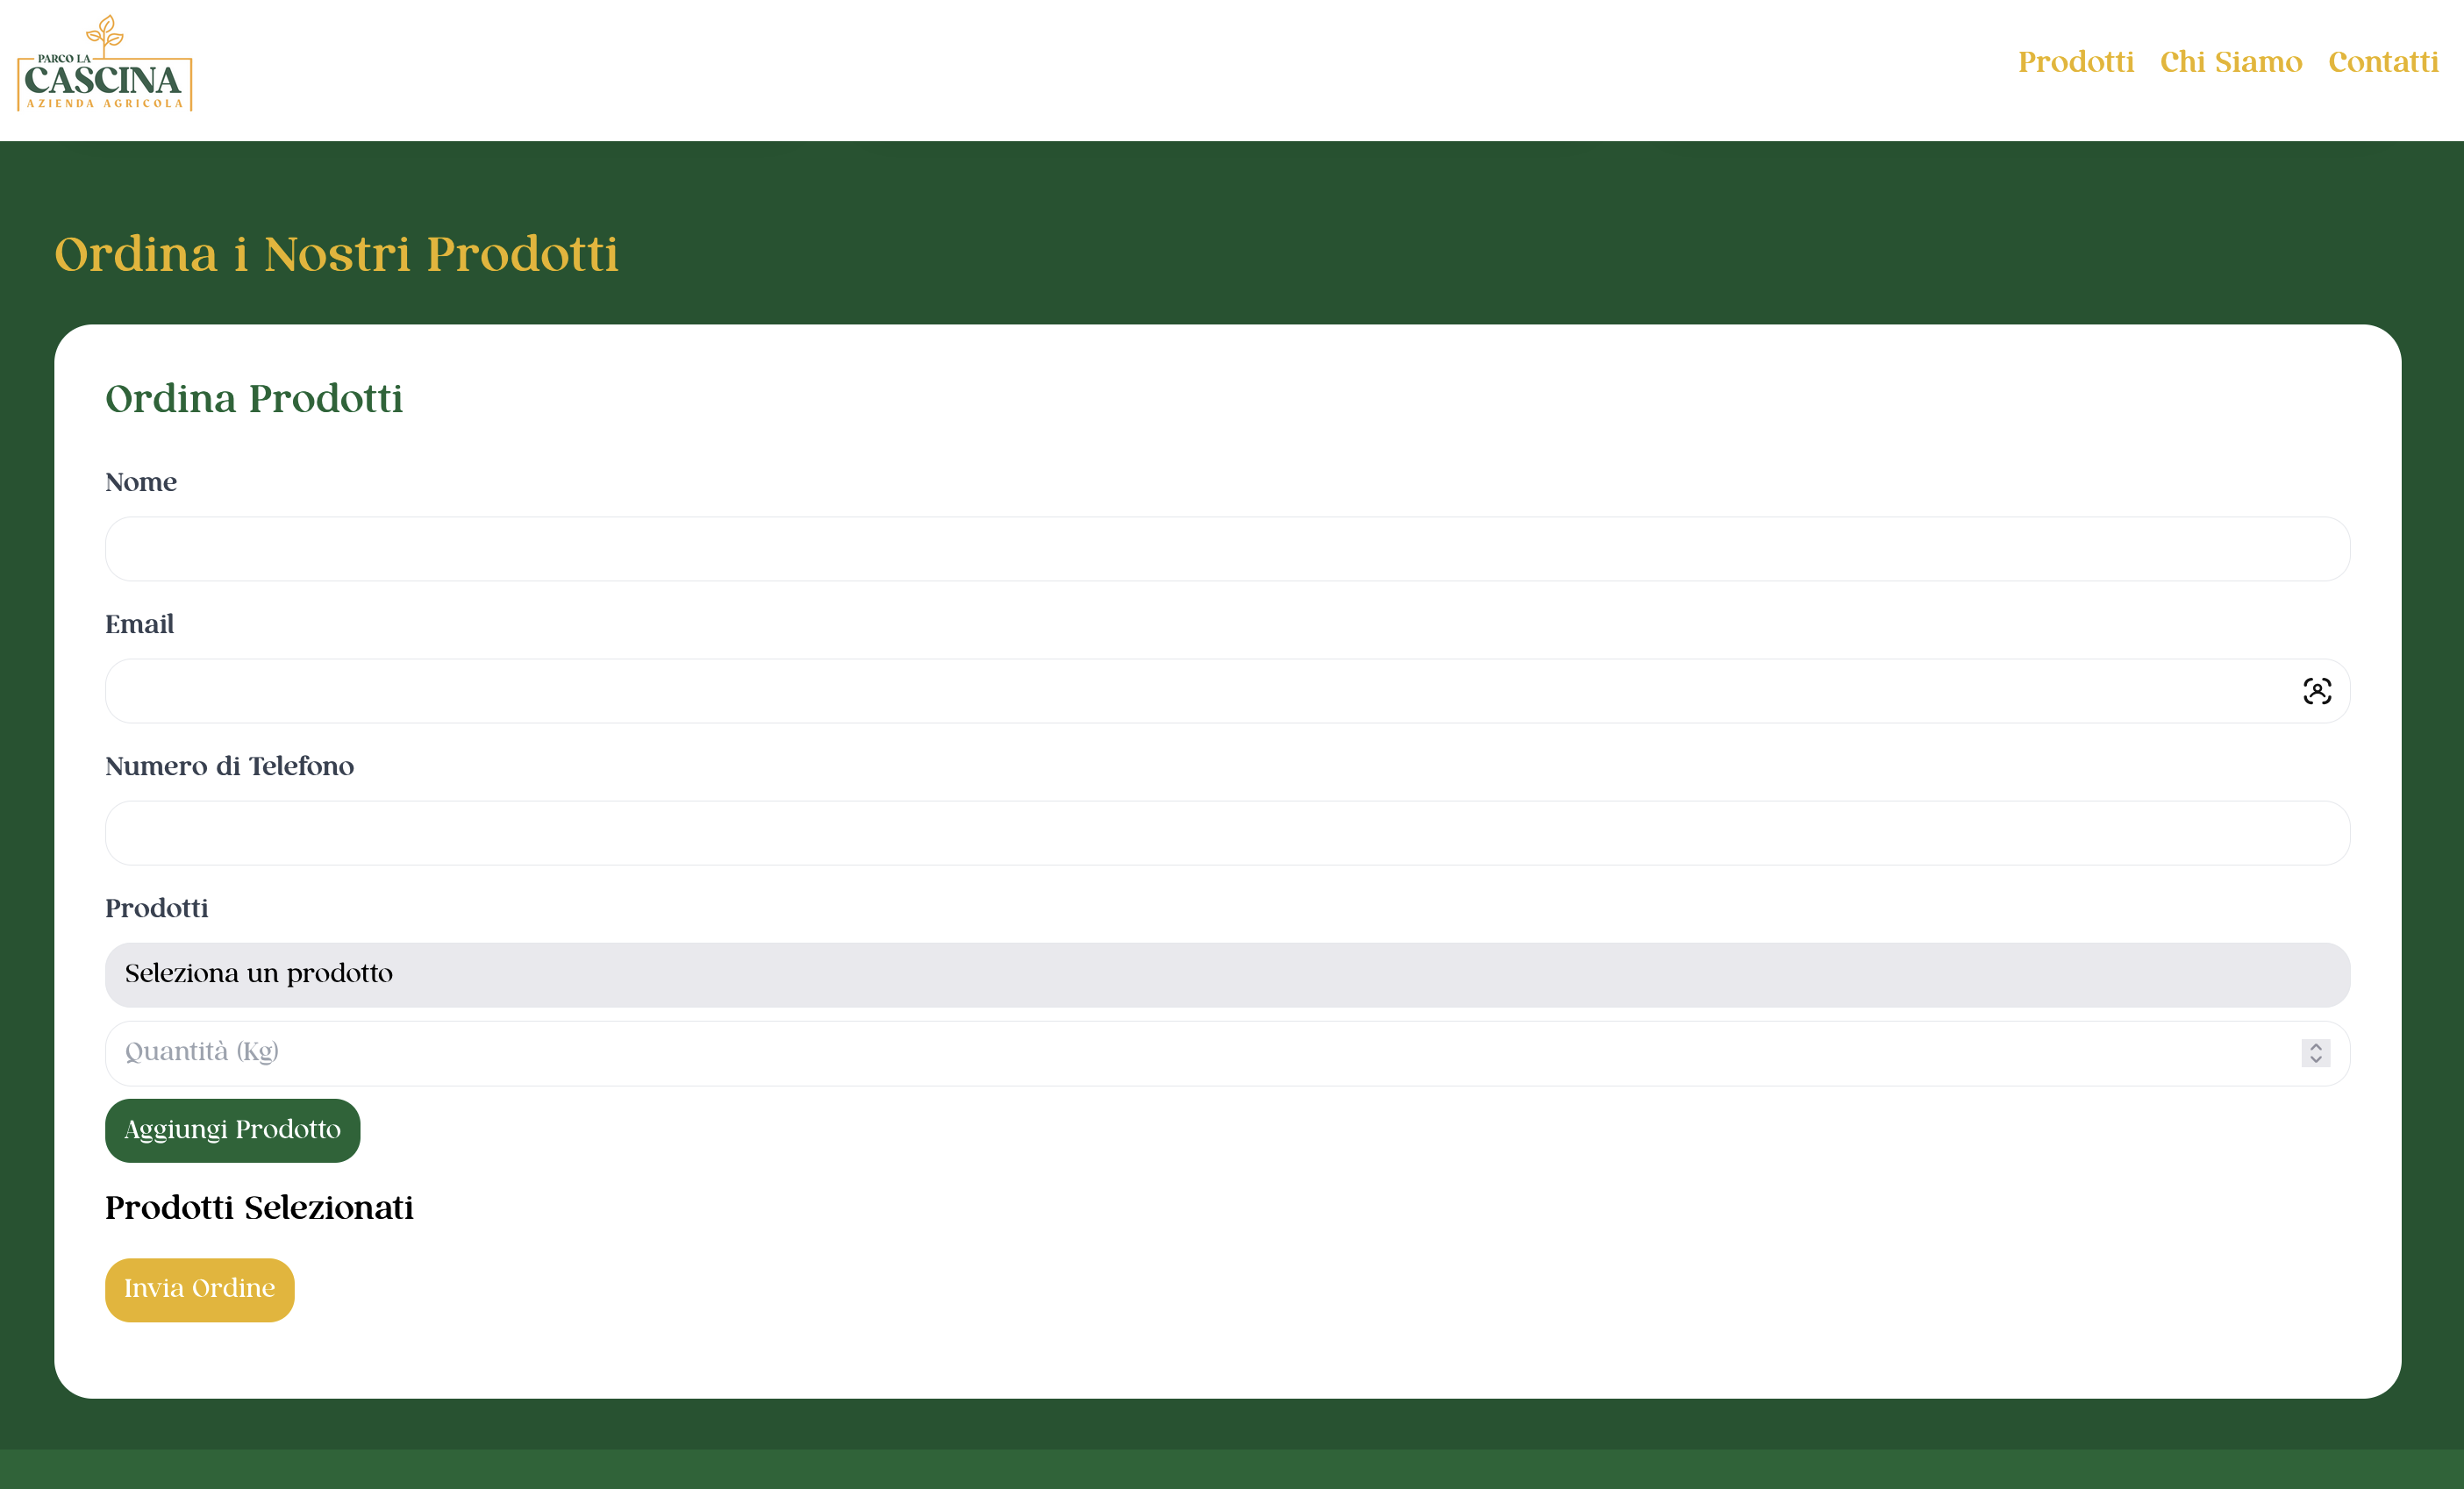 PARCO LA
CASCINA
AZIENDA AGRICOLA
Prodotti Chi Siamo Contatti
Ordina i Nostri Prodotti
Ordina Prodotti
Nome
Email
Numero di Telefono
Prodotti
Seleziona un prodotto
Quantità (Kg)
Aggiungi Prodotto
Prodotti Selezionati
Invia Ordine